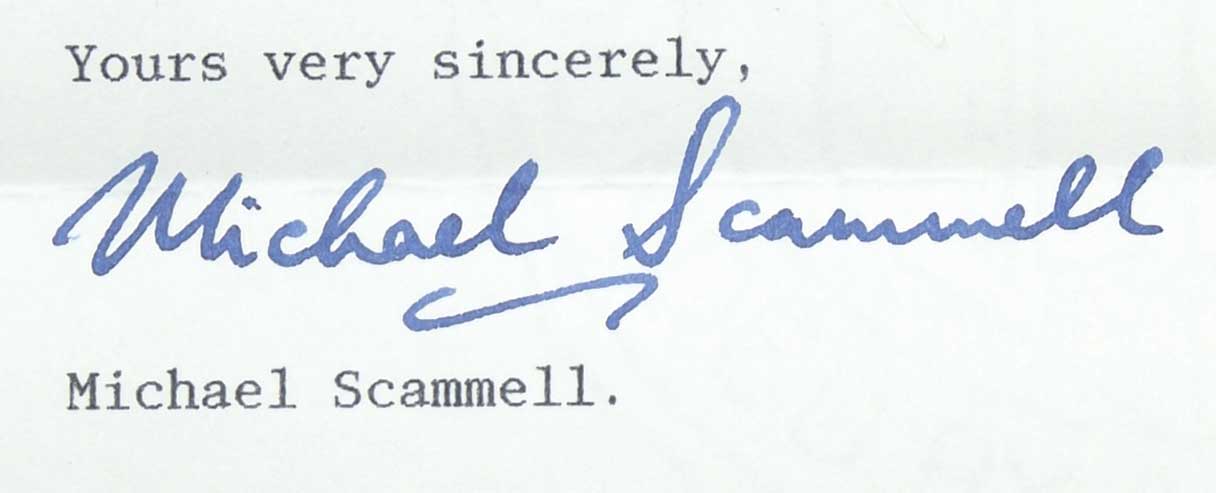 Yours very sincerely,
Michael Scammell
Michael Scammell.